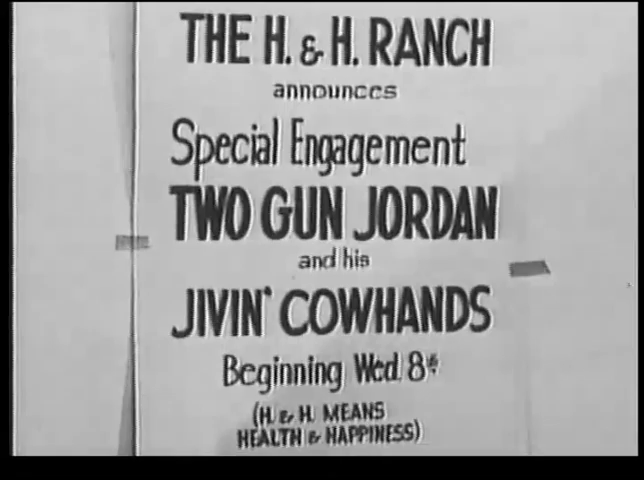 THE H. & H. RANCH
announces
Special Engagement
TWO GUN JORDAN
and his
JIVIN' COWHANDS
Beginning Wed. 8th
(H. & H. MEANS
HEALTH & HAPPINESS)